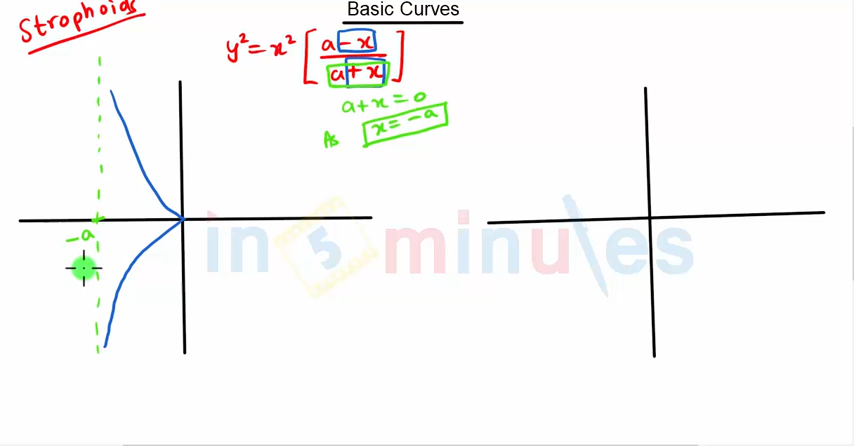 Basic Curves
Strophoids
y² = x² [ (a - x) / (a + x) ]
a + x = 0
As x = -a
-a
in 5 minutes